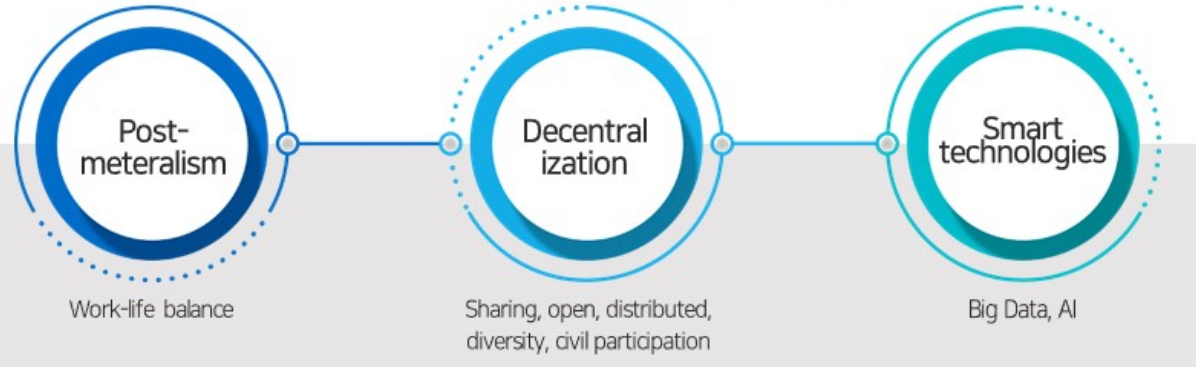 Post-
meteralism
Decentral
ization
Smart
technologies
Work-life balance
Sharing, open, distributed,
diversity, civil participation
Big Data, AI